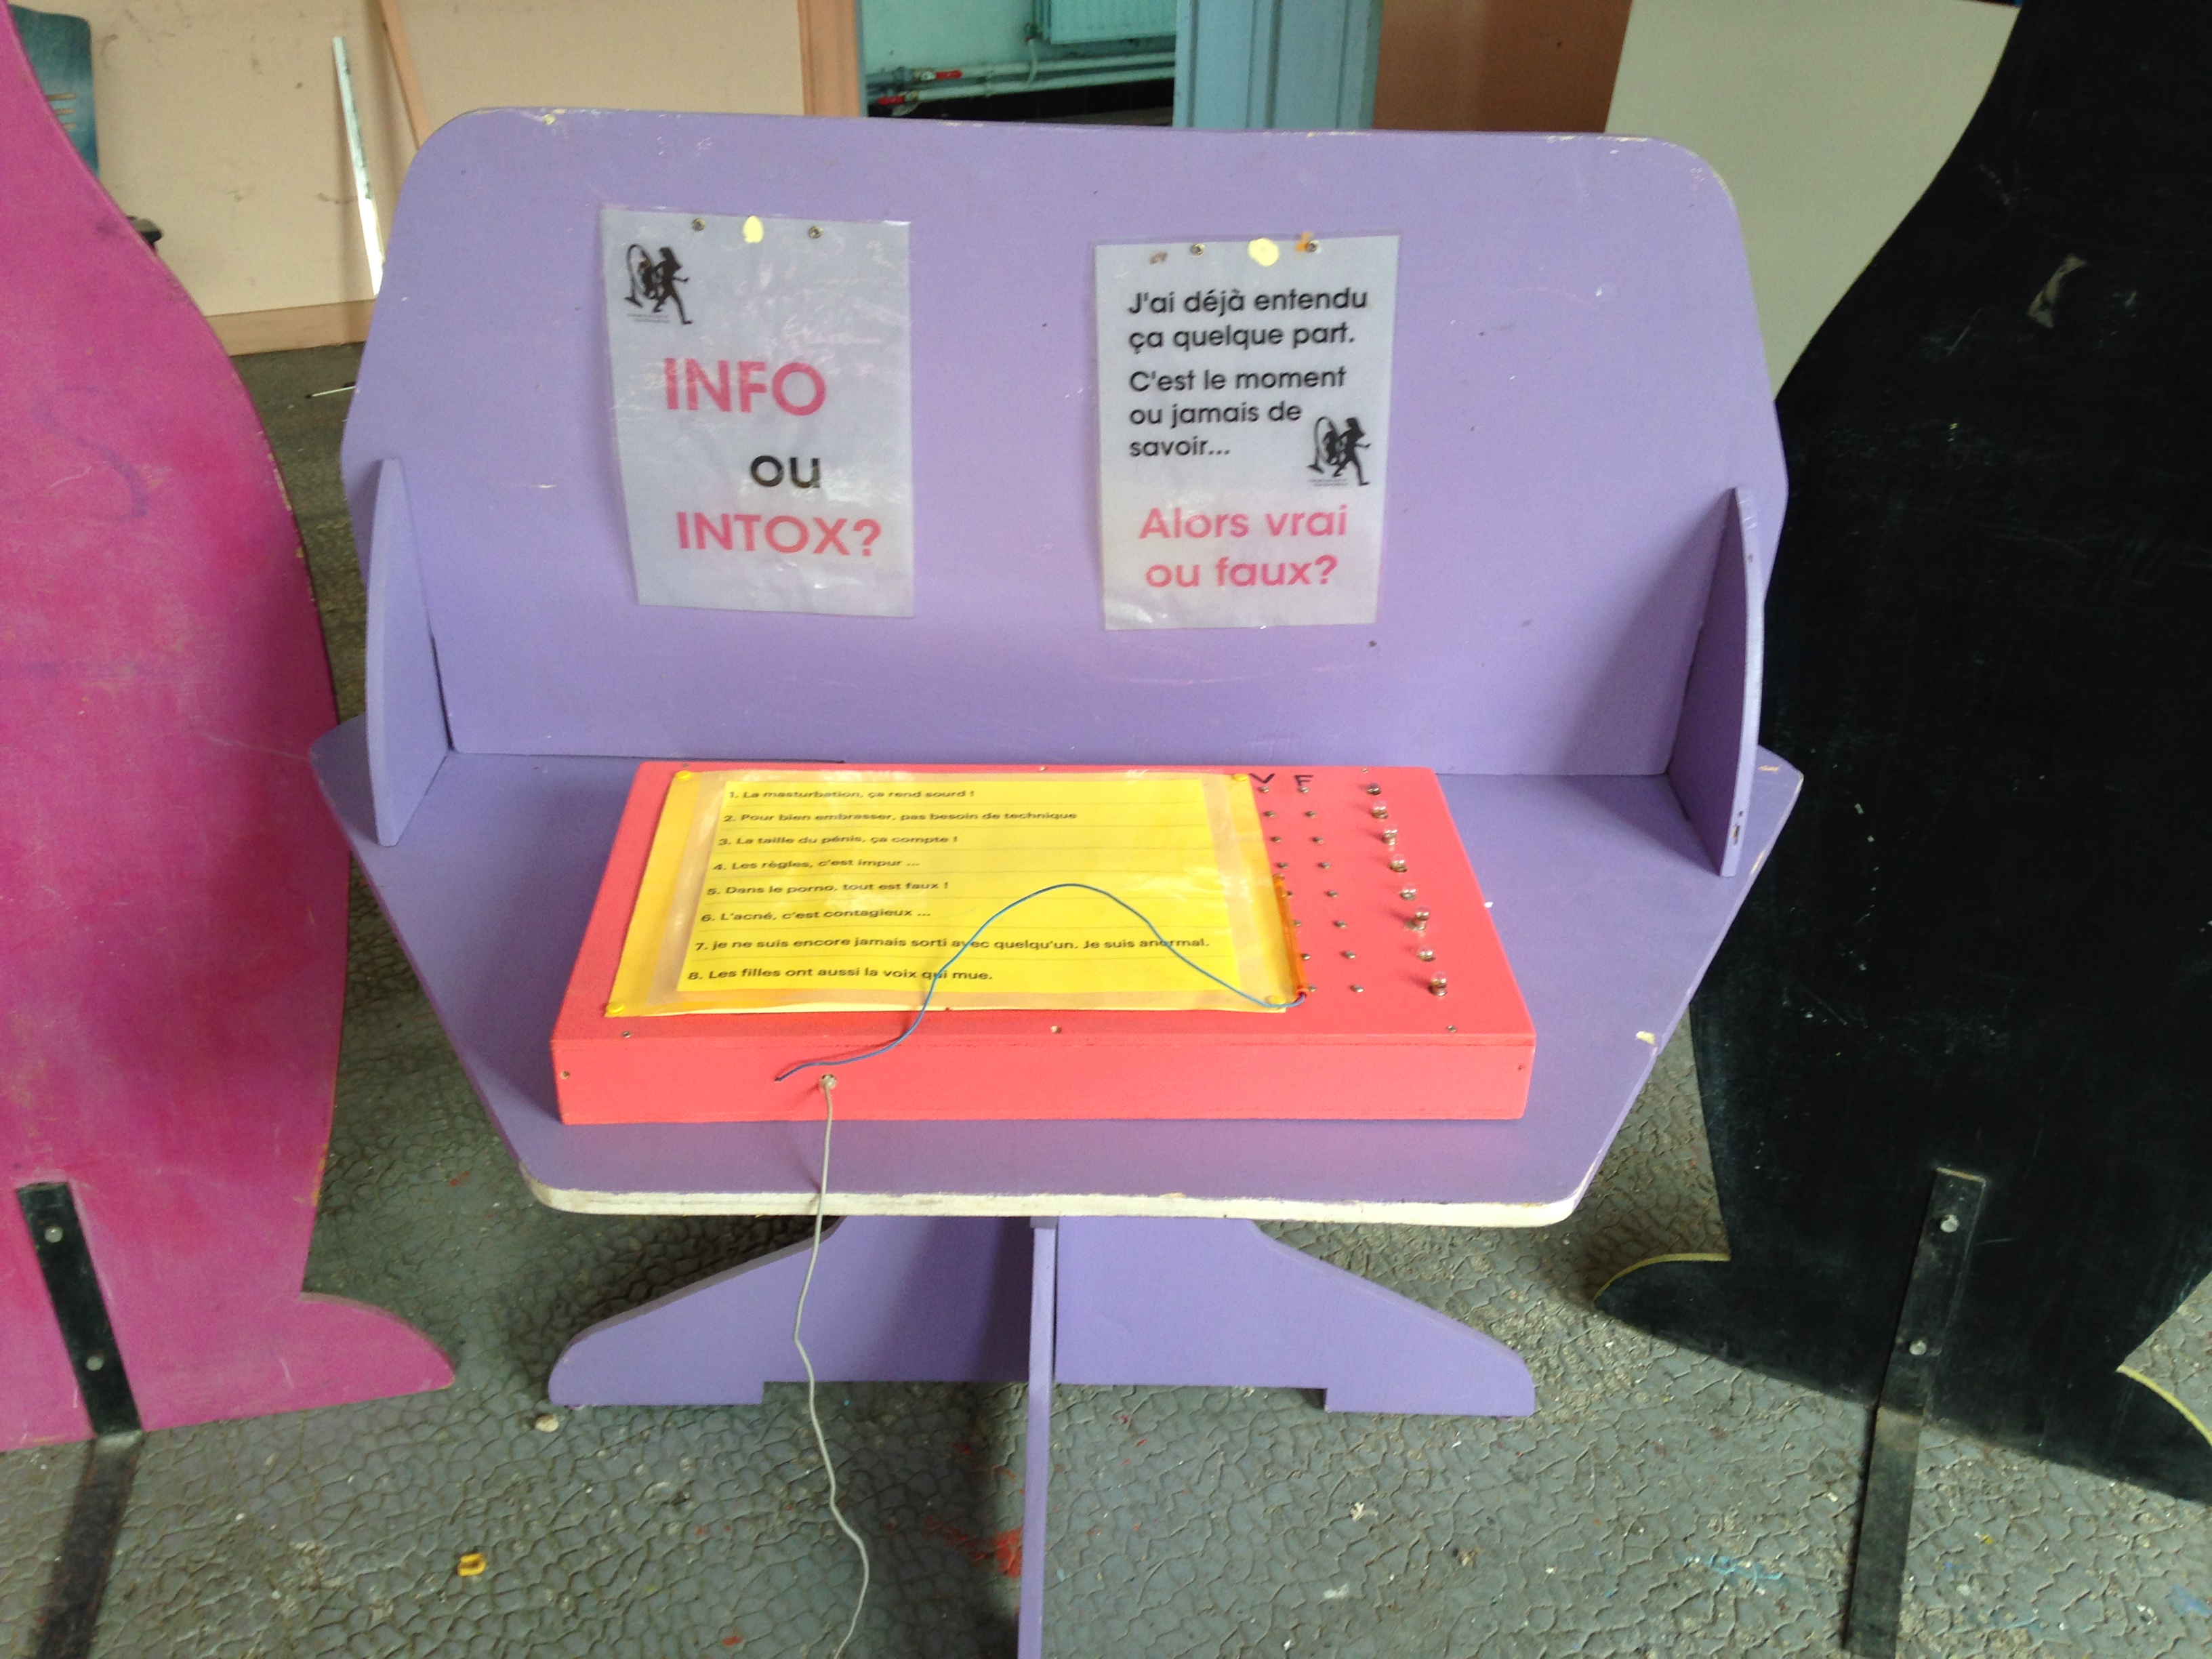 INFO
ou
INTOX?
J'ai déjà entendu
ça quelque part.
C'est le moment
ou jamais de
savoir...
Alors vrai
ou faux?
V F
1. La masturbation, ça rend sourd !
2. Pour bien embrasser, pas besoin de technique
3. La taille du pénis, ça compte !
4. Les règles, c'est impur ...
5. Dans le porno, tout est faux !
6. L'acné, c'est contagieux ...
7. je ne suis encore jamais sorti avec quelqu'un. Je suis anormal.
8. Les filles ont aussi la voix qui mue.